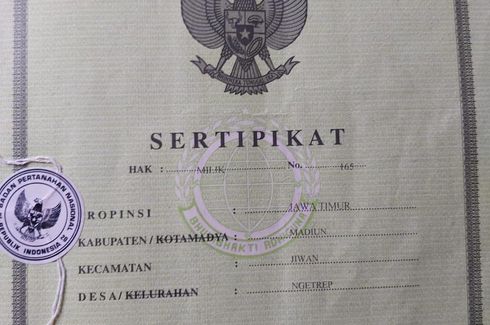 SERTIPIKAT
HAK : MILIK No. 165
PROPINSI : JAWA TIMUR
KABUPATEN / KOTAMADYA : MADIUN
KECAMATAN : JIWAN
DESA/KELURAHAN : NGETREP
BADAN PERTANAHAN NASIONAL
REPUBLIK INDONESIA